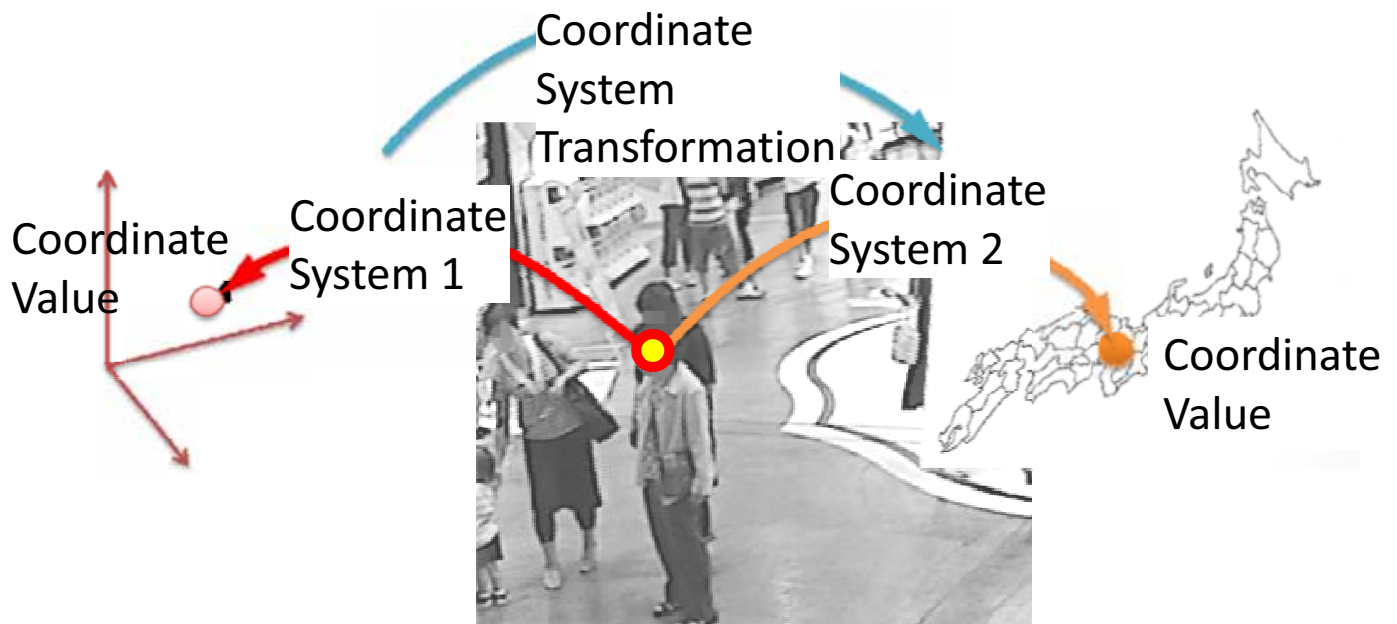 Coordinate
System
Transformation
Coordinate
Value
Coordinate
System 1
Coordinate
System 2
Coordinate
Value